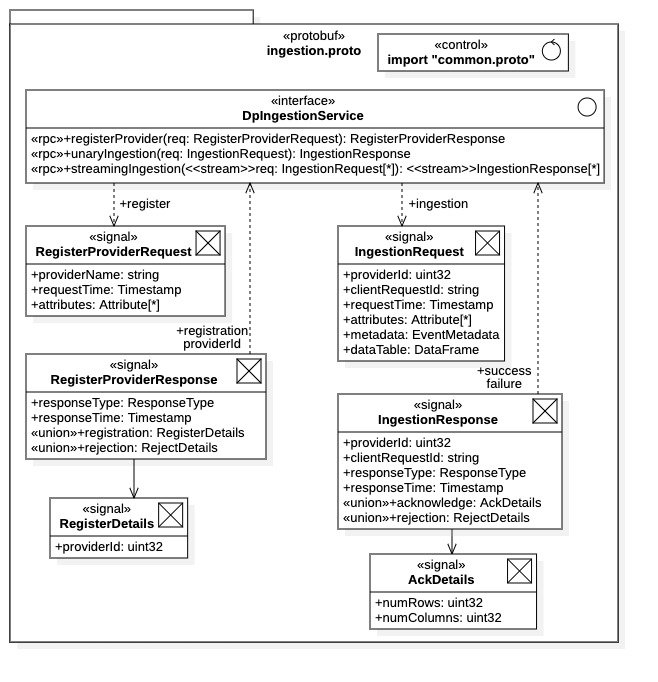 «protobuf»
ingestion.proto
«control»
import "common.proto"
«interface»
DpIngestionService
«rpc»+registerProvider(req: RegisterProviderRequest): RegisterProviderResponse
«rpc»+unaryIngestion(req: IngestionRequest): IngestionResponse
«rpc»+streamingIngestion(<<stream>>req: IngestionRequest[*]): <<stream>>IngestionResponse[*]
+register
+ingestion
«signal»
RegisterProviderRequest
+providerName: string
+requestTime: Timestamp
+attributes: Attribute[*]
«signal»
IngestionRequest
+providerId: uint32
+clientRequestId: string
+requestTime: Timestamp
+attributes: Attribute[*]
+metadata: EventMetadata
+dataTable: DataFrame
+registration
providerId
«signal»
RegisterProviderResponse
+responseType: ResponseType
+responseTime: Timestamp
«union»+registration: RegisterDetails
«union»+rejection: RejectDetails
+success
failure
«signal»
IngestionResponse
+providerId: uint32
+clientRequestId: string
+responseType: ResponseType
+responseTime: Timestamp
«union»+acknowledge: AckDetails
«union»+rejection: RejectDetails
«signal»
RegisterDetails
+providerId: uint32
«signal»
AckDetails
+numRows: uint32
+numColumns: uint32